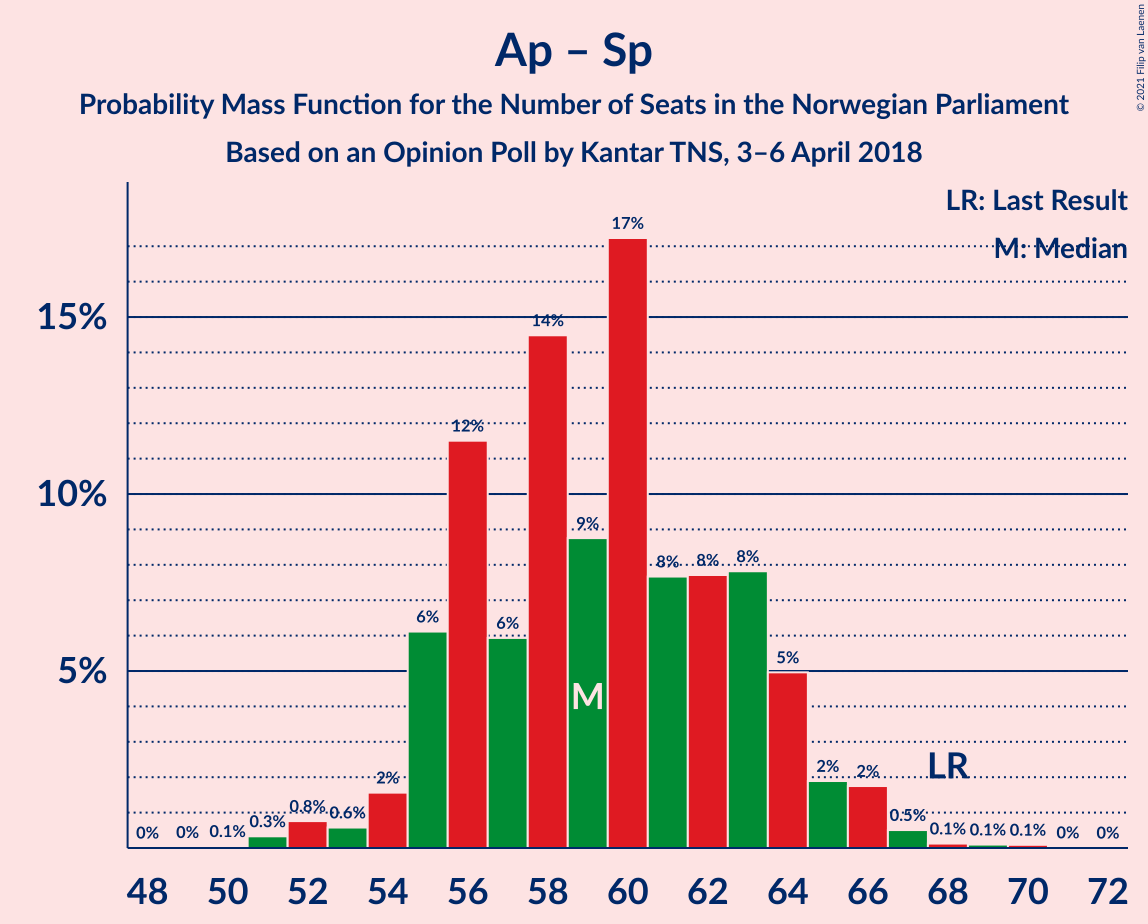 Ap – Sp
Probability Mass Function for the Number of Seats in the Norwegian Parliament
Based on an Opinion Poll by Kantar TNS, 3–6 April 2018
© 2021 Filip van Laenen
LR: Last Result
M: Median
17%
15%
14%
12%
10%
9%
8% 8% 8%
6% 6%
5%
5%
M
LR
2% 2% 2%
0% 0% 0.1% 0.3% 0.8% 0.6% 0.5% 0.1% 0.1% 0.1% 0% 0%
48 50 52 54 56 58 60 62 64 66 68 70 72